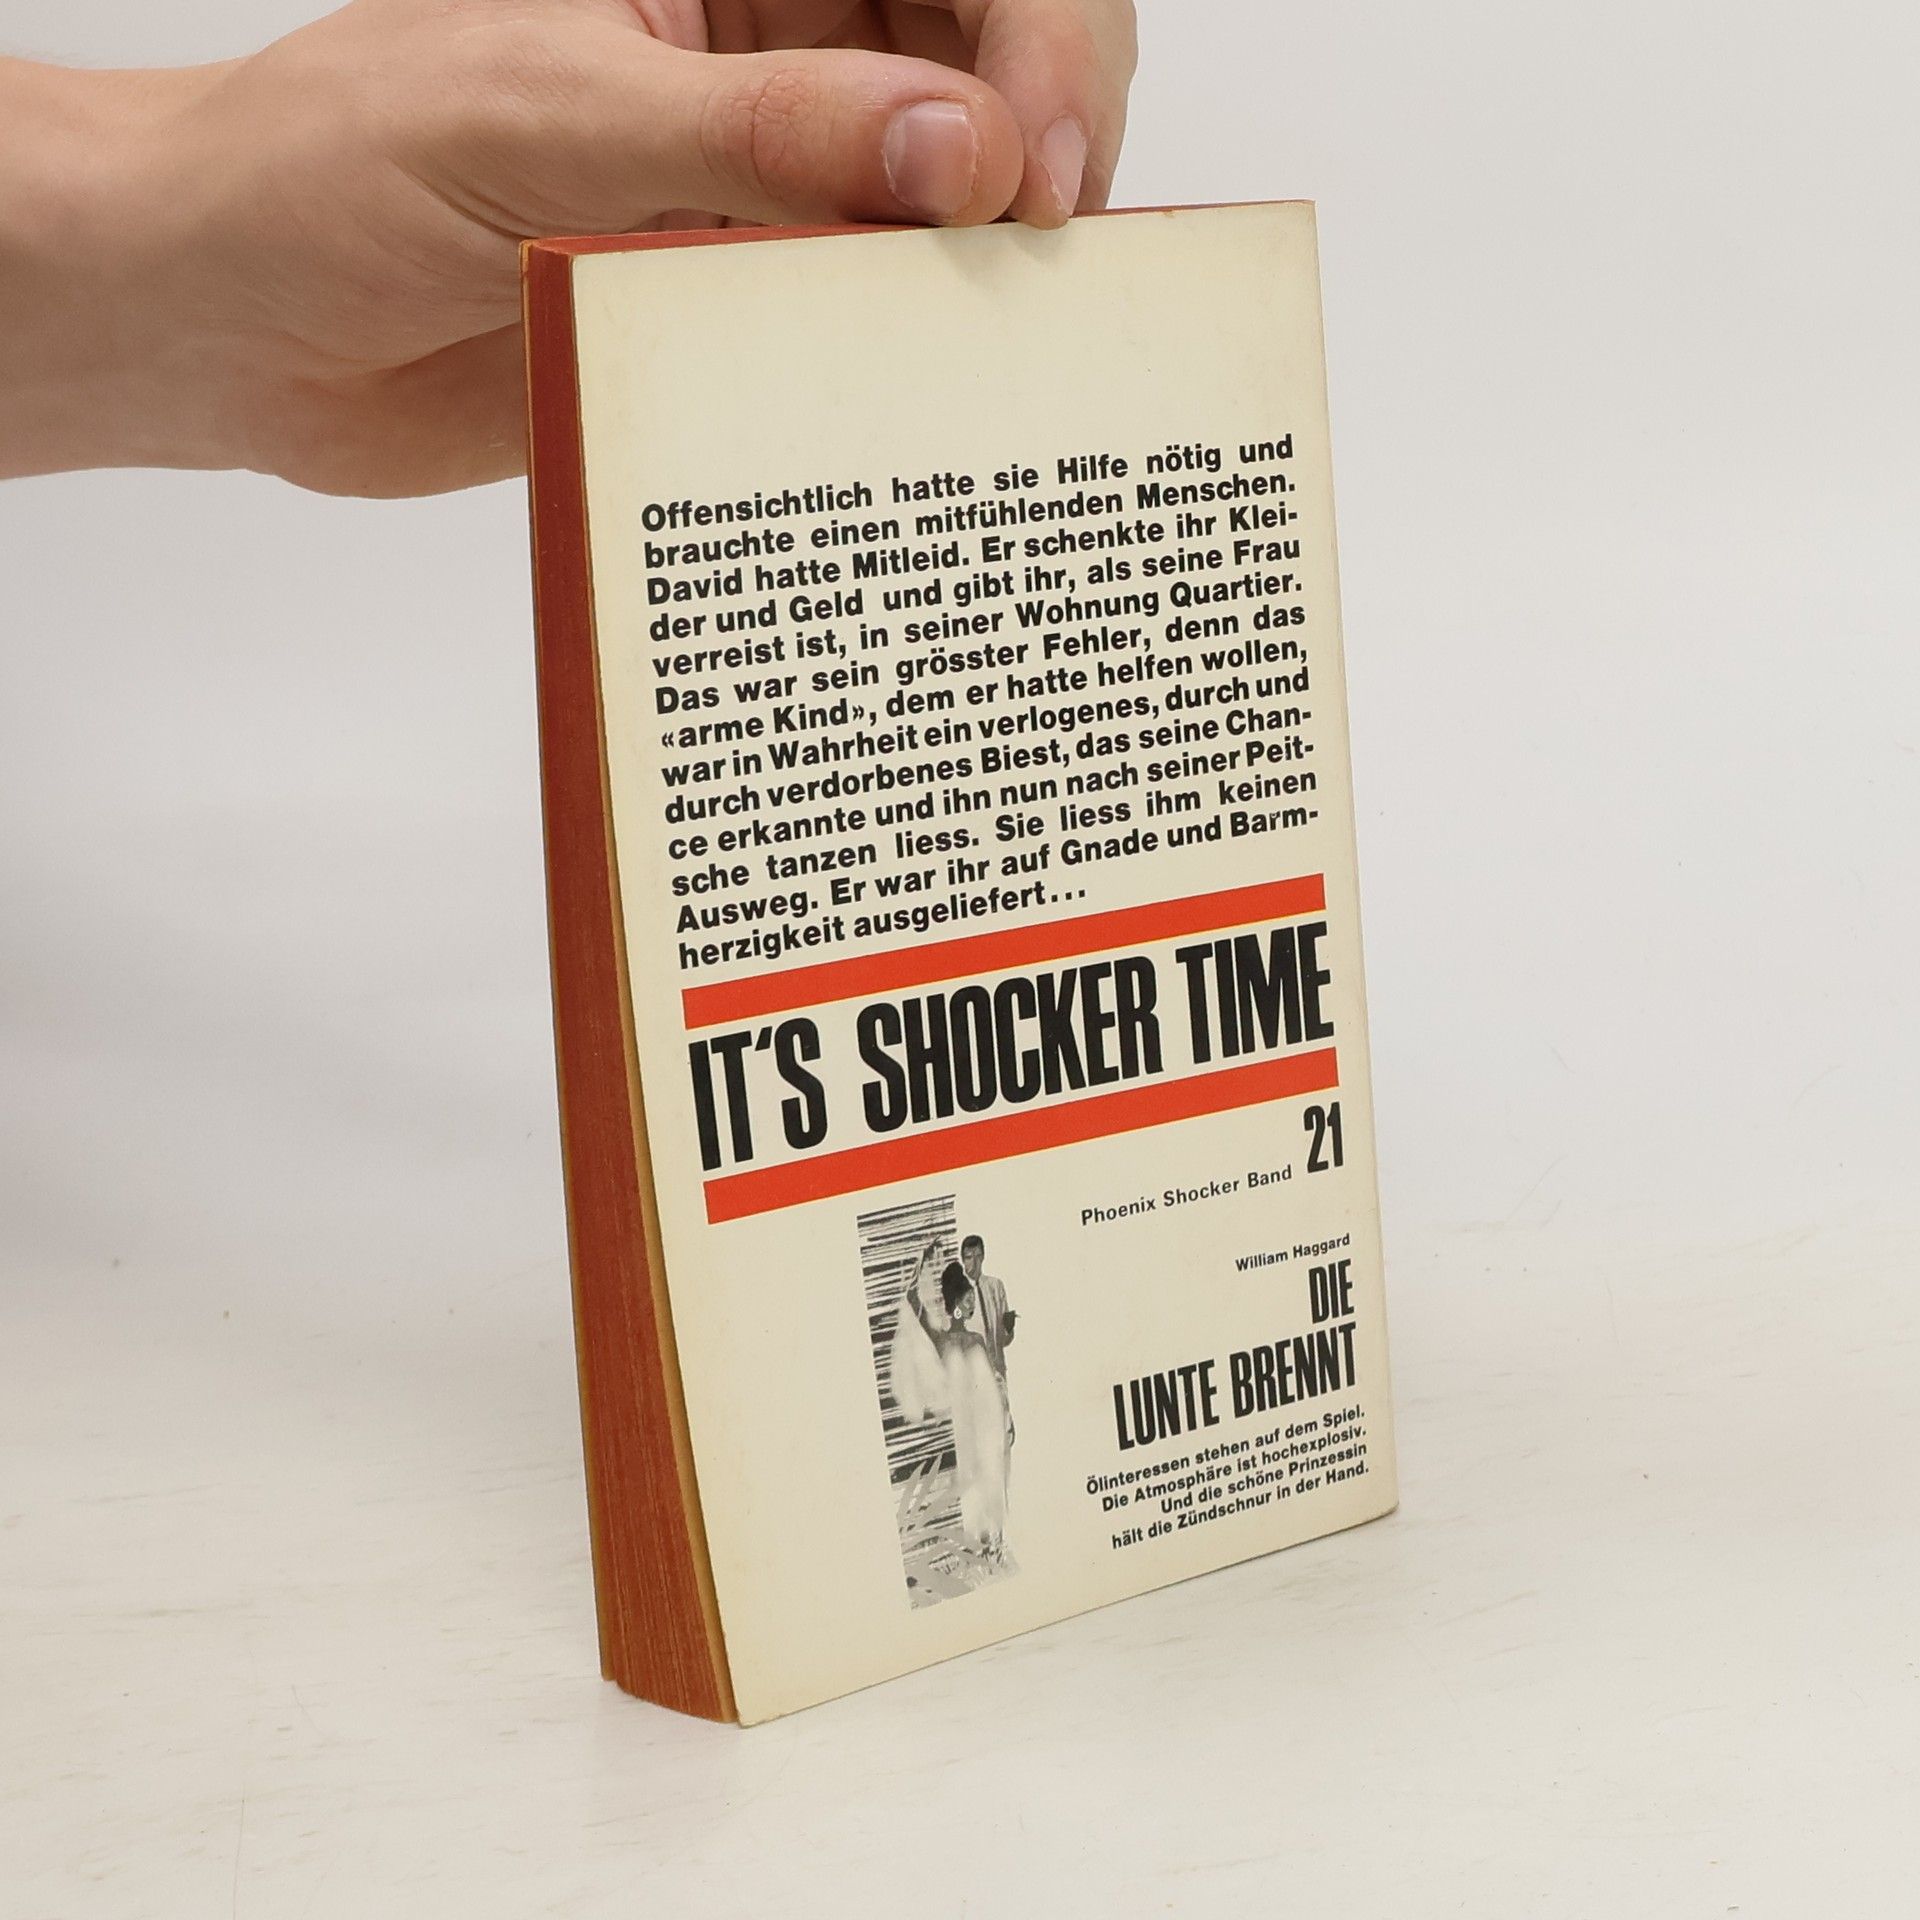 Offensichtlich hatte sie Hilfe nötig und
brauchte einen mitfühlenden Menschen.
David hatte Mitleid. Er schenkte ihr Klei-
der und Geld und gibt ihr, als seine Frau
verreist ist, in seiner Wohnung Quartier.
Das war sein grösster Fehler, denn das
«arme Kind», dem er hatte helfen wollen,
war in Wahrheit ein verlogenes, durch und
durch verdorbenes Biest, das seine Chan-
ce erkannte und ihn nun nach seiner Peit-
sche tanzen liess. Sie liess ihm keinen
Ausweg. Er war ihr auf Gnade und Barm-
herzigkeit ausgeliefert...
IT'S SHOCKER TIME
Phoenix Shocker Band 21
William Haggard
DIE
LUNTE BRENNT
Ölinteressen stehen auf dem Spiel.
Die Atmosphäre ist hochexplosiv.
Und die schöne Prinzessin
hält die Zündschnur in der Hand.